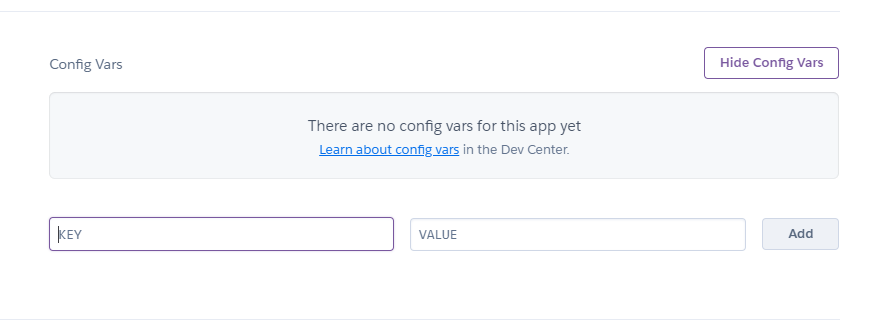 Config Vars
Hide Config Vars
There are no config vars for this app yet
Learn about config vars in the Dev Center.
KEY
VALUE
Add